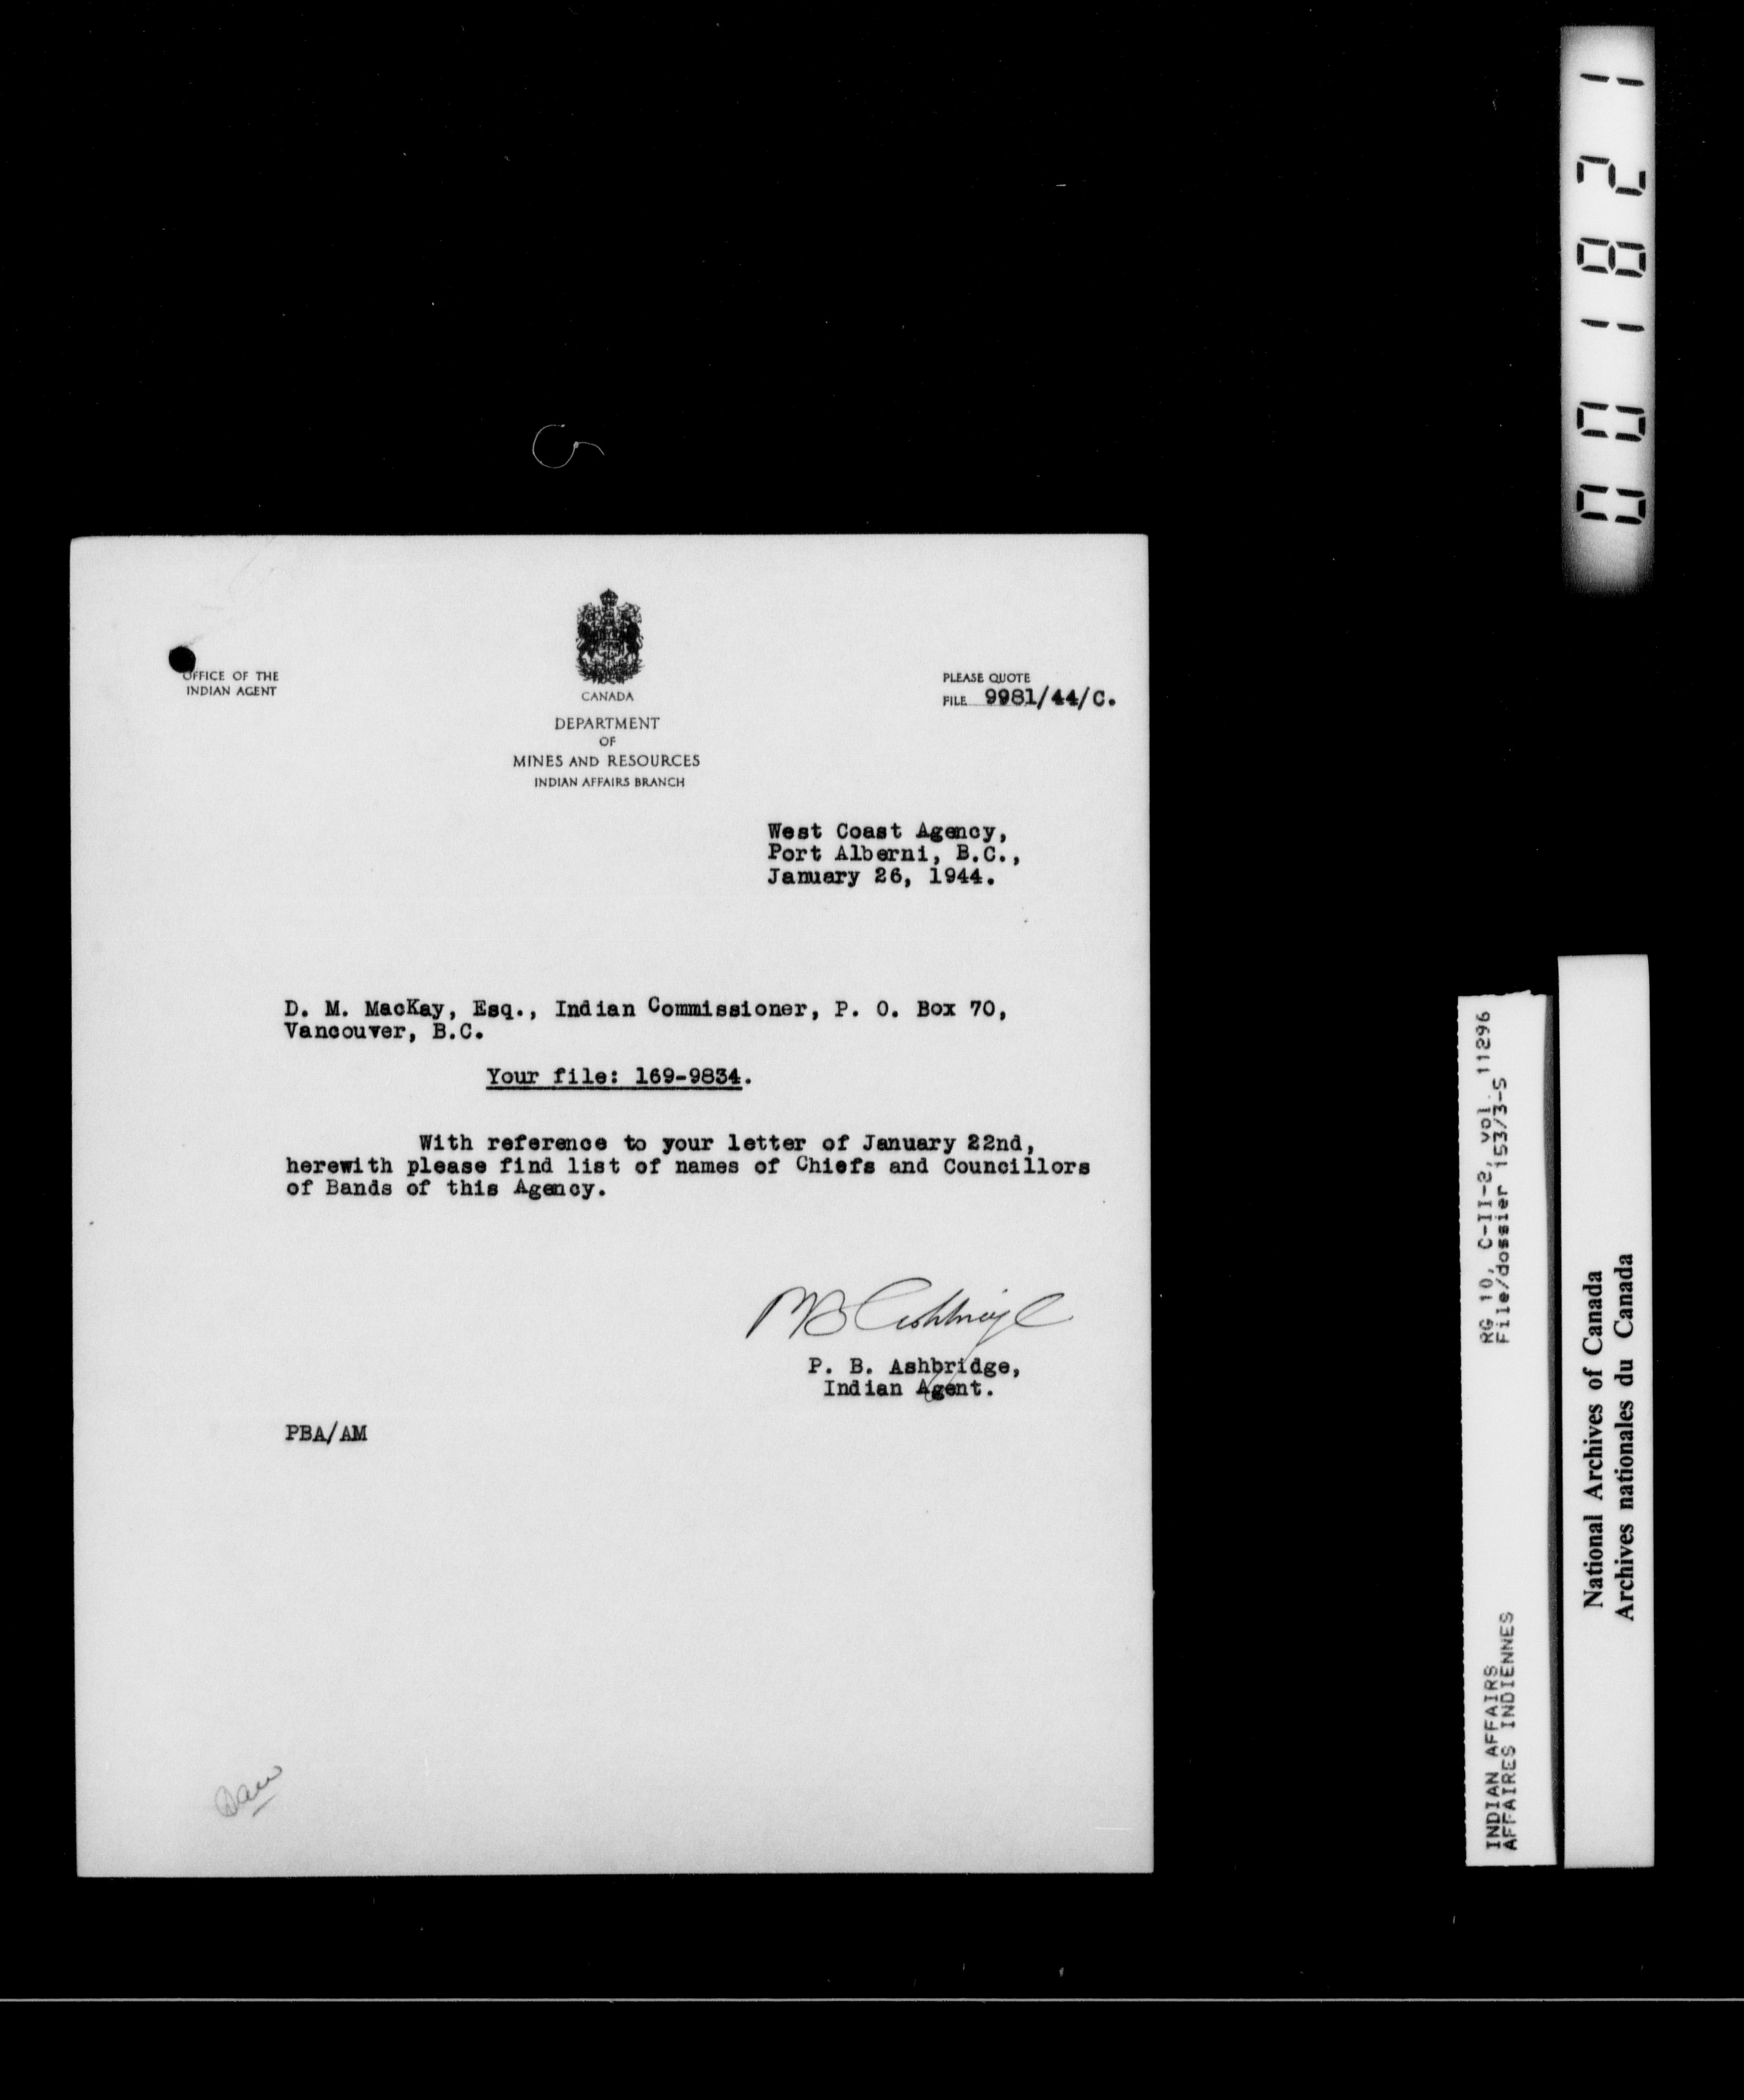 OFFICE OF THE
INDIAN AGENT
CANADA
DEPARTMENT
OF
MINES AND RESOURCES
INDIAN AFFAIRS BRANCH
PLEASE QUOTE
FILE 9981/44/C.
West Coast Agency,
Port Alberni, B.C.,
January 26, 1944.
D. M. MacKay, Esq., Indian Commissioner, P. O. Box 70,
Vancouver, B.C.
Your file: 169-9834.
With reference to your letter of January 22nd,
herewith please find list of names of Chiefs and Councillors
of Bands of this Agency.
PB Ashbridge
P. B. Ashbridge,
Indian Agent.
PBA/AM
001821
RG 10, C-II-2, vol. 11296
File/dossier 153/3-5
INDIAN AFFAIRS
AFFAIRES INDIENNES
National Archives of Canada
Archives nationales du Canada